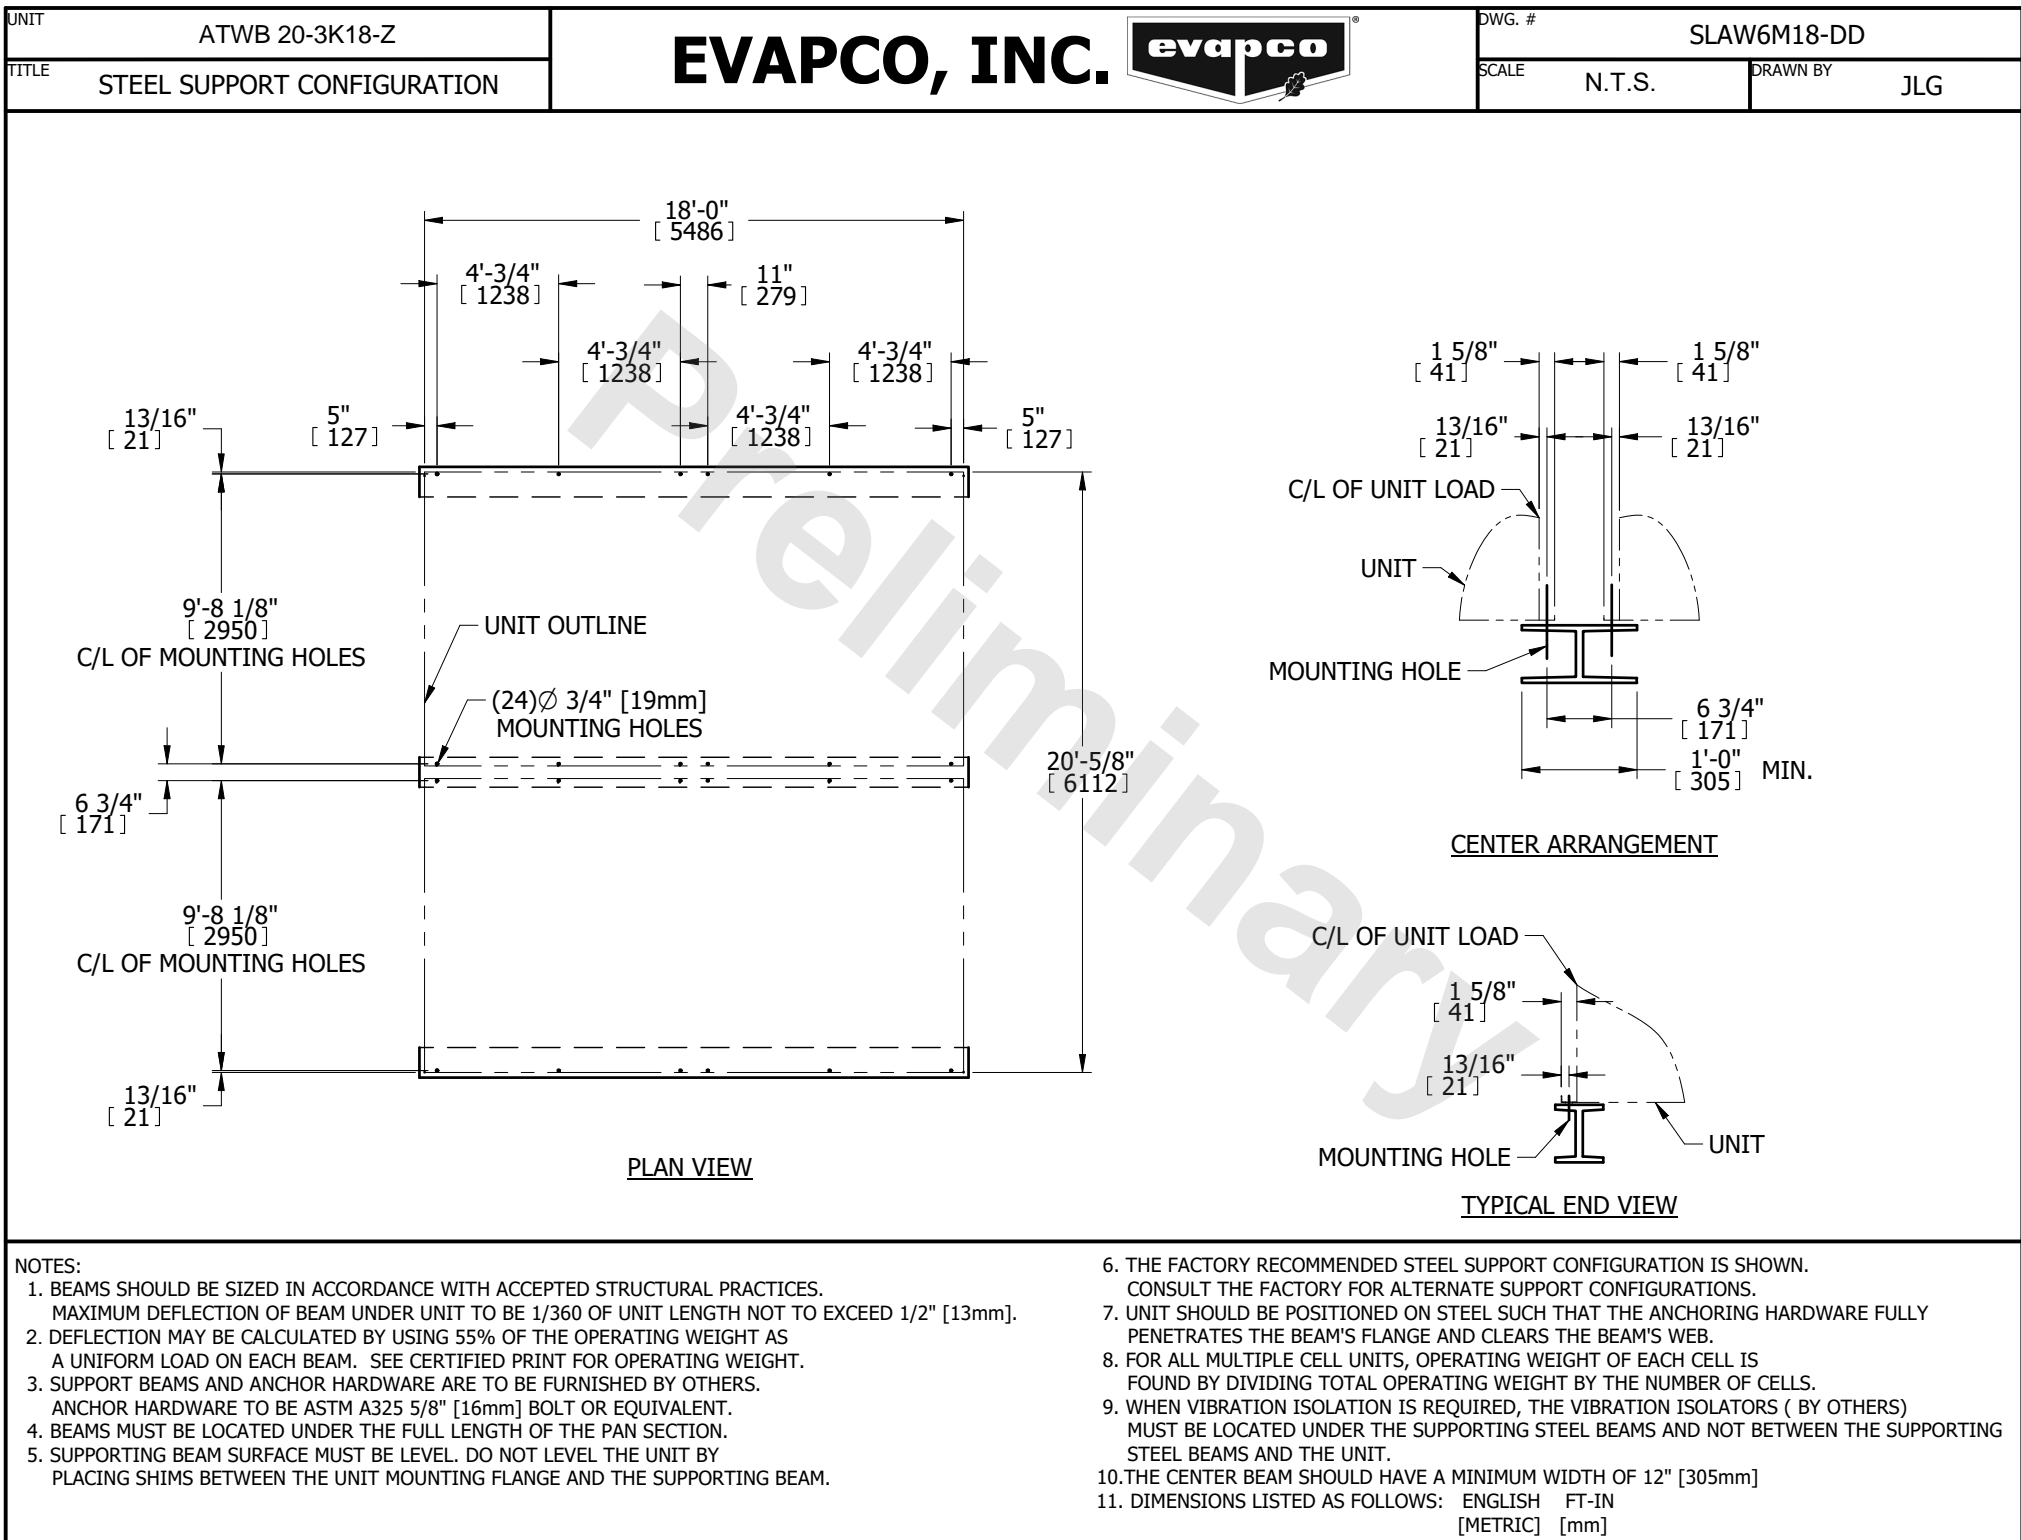 UNIT
ATWB 20-3K18-Z
TITLE
STEEL SUPPORT CONFIGURATION
EVAPCO, INC.
evapco
®
DWG. #
SLAW6M18-DD
SCALE
N.T.S.
DRAWN BY
JLG
18'-0"
[ 5486 ]
4'-3/4"
[ 1238 ]
11"
[ 279 ]
4'-3/4"
[ 1238 ]
4'-3/4"
[ 1238 ]
13/16"
[ 21 ]
5"
[ 127 ]
4'-3/4"
[ 1238 ]
5"
[ 127 ]
9'-8 1/8"
[ 2950 ]
C/L OF MOUNTING HOLES
UNIT OUTLINE
(24)∅ 3/4" [19mm]
MOUNTING HOLES
20'-5/8"
[ 6112 ]
6 3/4"
[ 171 ]
9'-8 1/8"
[ 2950 ]
C/L OF MOUNTING HOLES
13/16"
[ 21 ]
PLAN VIEW
1 5/8"
[ 41 ]
1 5/8"
[ 41 ]
13/16"
[ 21 ]
13/16"
[ 21 ]
C/L OF UNIT LOAD
UNIT
MOUNTING HOLE
6 3/4"
[ 171 ]
1'-0"
[ 305 ]
MIN.
CENTER ARRANGEMENT
C/L OF UNIT LOAD
1 5/8"
[ 41 ]
13/16"
[ 21 ]
MOUNTING HOLE
UNIT
TYPICAL END VIEW
Preliminary
NOTES:
1. BEAMS SHOULD BE SIZED IN ACCORDANCE WITH ACCEPTED STRUCTURAL PRACTICES.
MAXIMUM DEFLECTION OF BEAM UNDER UNIT TO BE 1/360 OF UNIT LENGTH NOT TO EXCEED 1/2" [13mm].
2. DEFLECTION MAY BE CALCULATED BY USING 55% OF THE OPERATING WEIGHT AS
A UNIFORM LOAD ON EACH BEAM. SEE CERTIFIED PRINT FOR OPERATING WEIGHT.
3. SUPPORT BEAMS AND ANCHOR HARDWARE ARE TO BE FURNISHED BY OTHERS.
ANCHOR HARDWARE TO BE ASTM A325 5/8" [16mm] BOLT OR EQUIVALENT.
4. BEAMS MUST BE LOCATED UNDER THE FULL LENGTH OF THE PAN SECTION.
5. SUPPORTING BEAM SURFACE MUST BE LEVEL. DO NOT LEVEL THE UNIT BY
PLACING SHIMS BETWEEN THE UNIT MOUNTING FLANGE AND THE SUPPORTING BEAM.
6. THE FACTORY RECOMMENDED STEEL SUPPORT CONFIGURATION IS SHOWN.
CONSULT THE FACTORY FOR ALTERNATE SUPPORT CONFIGURATIONS.
7. UNIT SHOULD BE POSITIONED ON STEEL SUCH THAT THE ANCHORING HARDWARE FULLY
PENETRATES THE BEAM'S FLANGE AND CLEARS THE BEAM'S WEB.
8. FOR ALL MULTIPLE CELL UNITS, OPERATING WEIGHT OF EACH CELL IS
FOUND BY DIVIDING TOTAL OPERATING WEIGHT BY THE NUMBER OF CELLS.
9. WHEN VIBRATION ISOLATION IS REQUIRED, THE VIBRATION ISOLATORS ( BY OTHERS)
MUST BE LOCATED UNDER THE SUPPORTING STEEL BEAMS AND NOT BETWEEN THE SUPPORTING
STEEL BEAMS AND THE UNIT.
10.THE CENTER BEAM SHOULD HAVE A MINIMUM WIDTH OF 12" [305mm]
11. DIMENSIONS LISTED AS FOLLOWS: ENGLISH FT-IN
[METRIC] [mm]